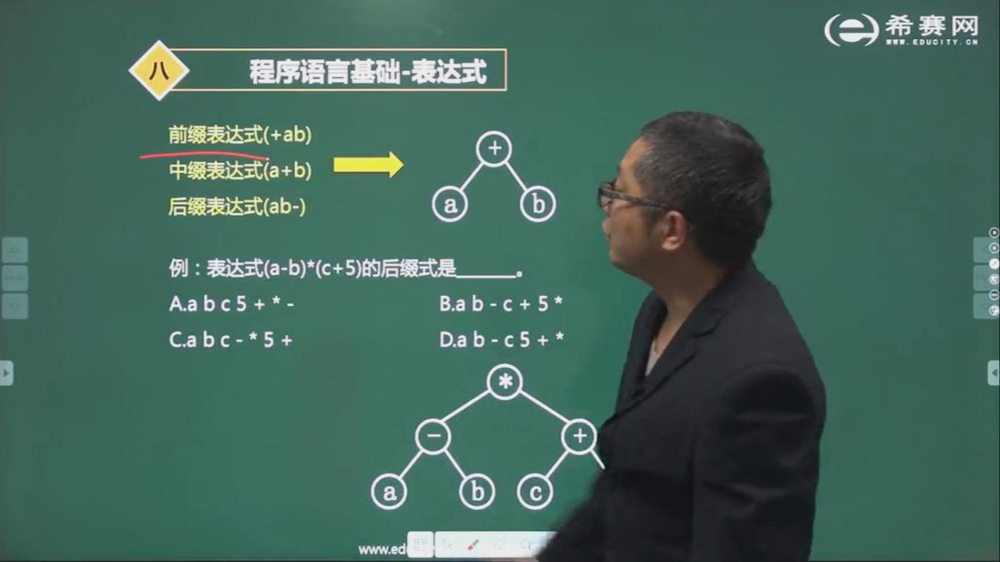 希赛网
WWW.EDUCITY.CN
八
程序语言基础-表达式
前缀表达式(+ab)
中缀表达式(a+b)
后缀表达式(ab-)
+
a b
例：表达式(a-b)*(c+5)的后缀式是______。
A.a b c 5 + * -
B.a b - c + 5 *
C.a b c - * 5 +
D.a b - c 5 + *
*
- +
a b c
www.ed